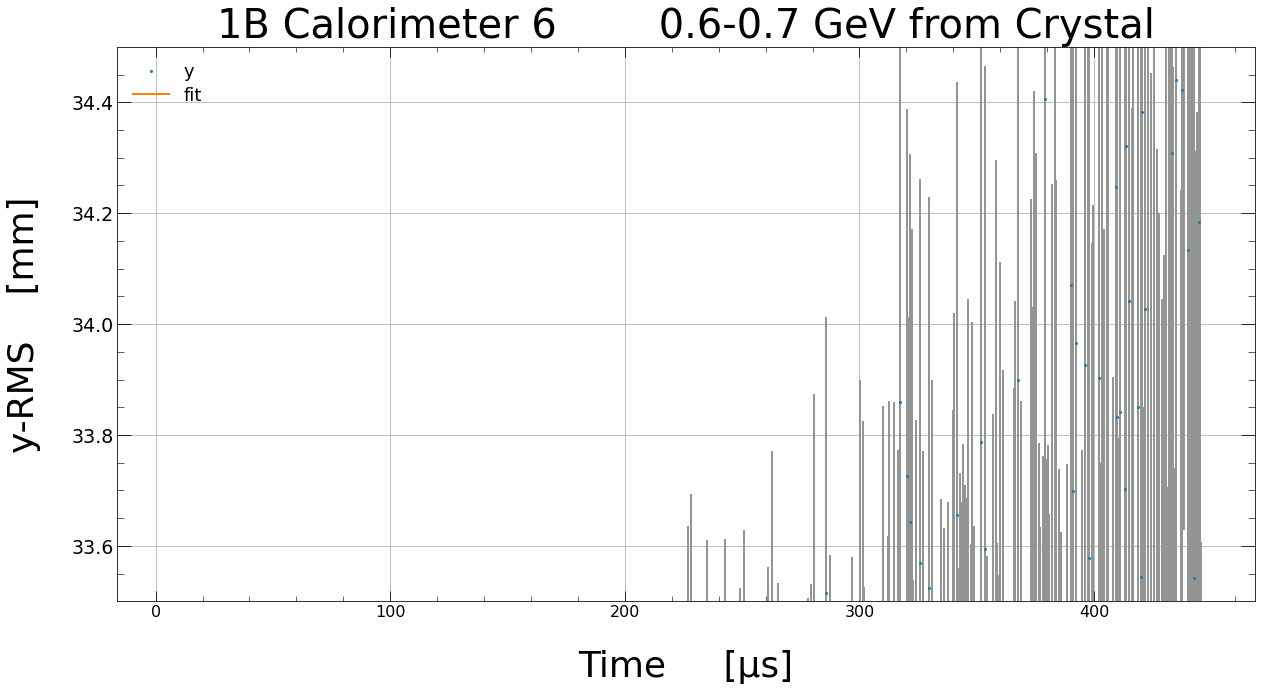 1B Calorimeter 6 0.6-0.7 GeV from Crystal
y
fit
34.4
34.2
34.0
33.8
33.6
y-RMS [mm]
0 100 200 300 400
Time [μs]